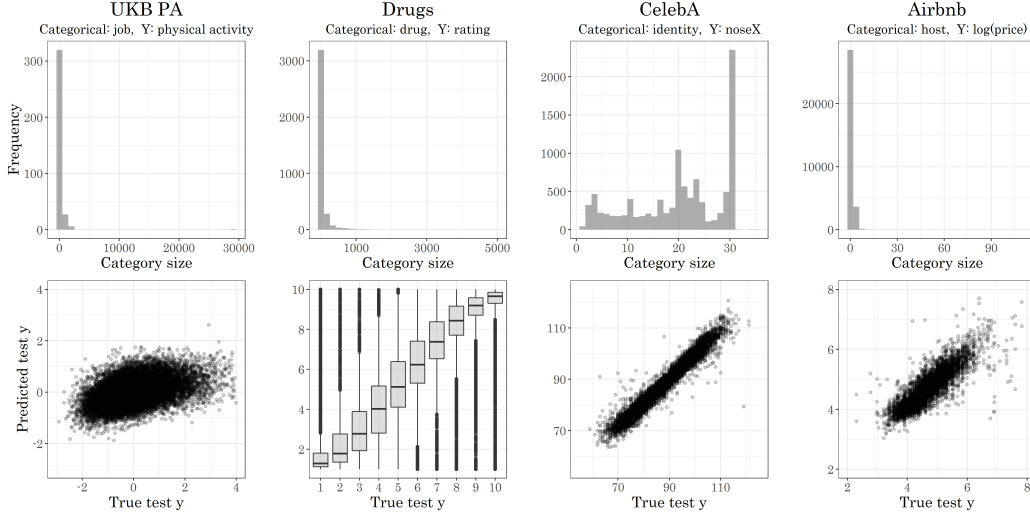 UKB PA
Drugs
CelebA
Airbnb
Categorical: job, Y: physical activity
Categorical: drug, Y: rating
Categorical: identity, Y: noseX
Categorical: host, Y: log(price)
Frequency
300
200
100
0
0 10000 20000 30000
Category size
3000
2000
1000
0
1000 3000 5000
Category size
2000
1500
1000
500
0
0 10 20 30
Category size
20000
10000
0
0 30 60 90
Category size
Predicted test y
4
2
0
-2
-2 0 2 4
True test y
10
8
6
4
2
1 2 3 4 5 6 7 8 9 10
True test y
110
90
70
70 90 110
True test y
8
6
4
2
2 4 6 8
True test y